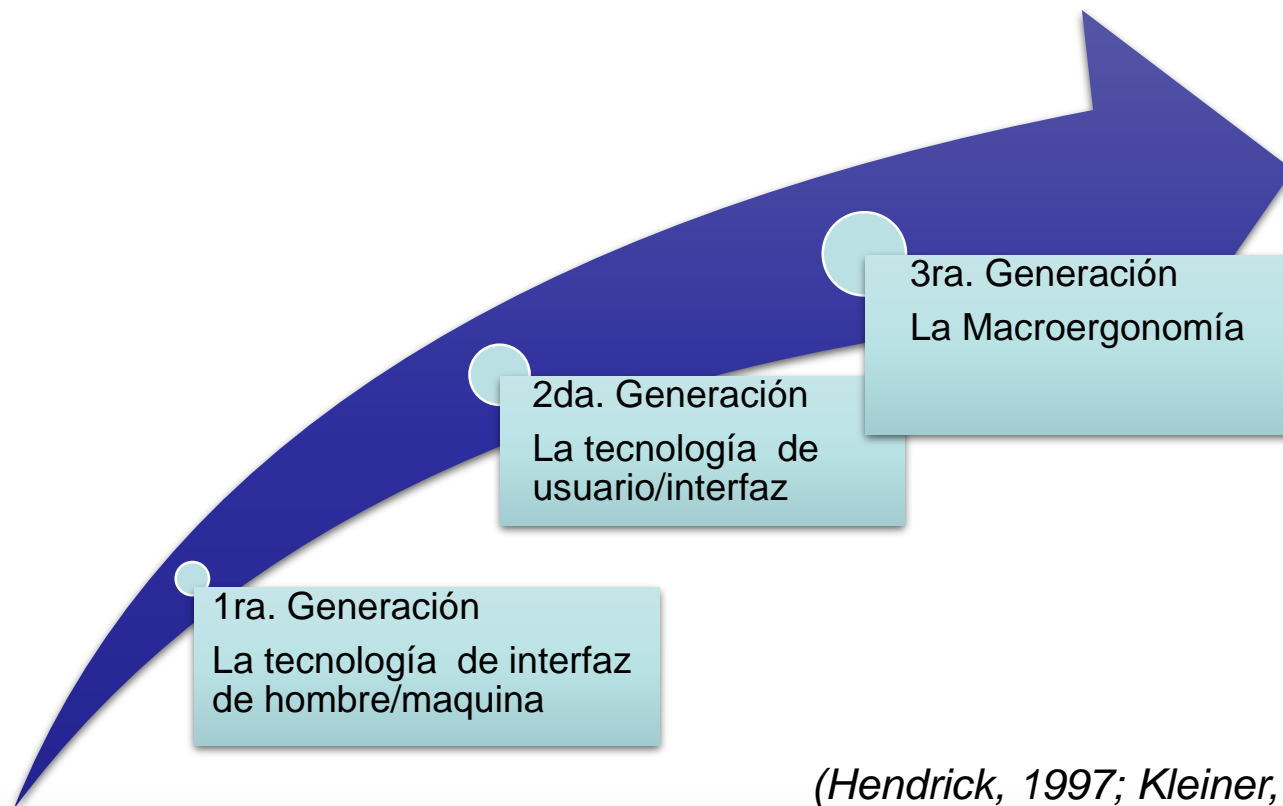 3ra. Generación
La Macroergonomía
2da. Generación
La tecnología  de
usuario/interfaz
1ra. Generación
La tecnología  de interfaz
de hombre/maquina
(Hendrick, 1997; Kleiner,